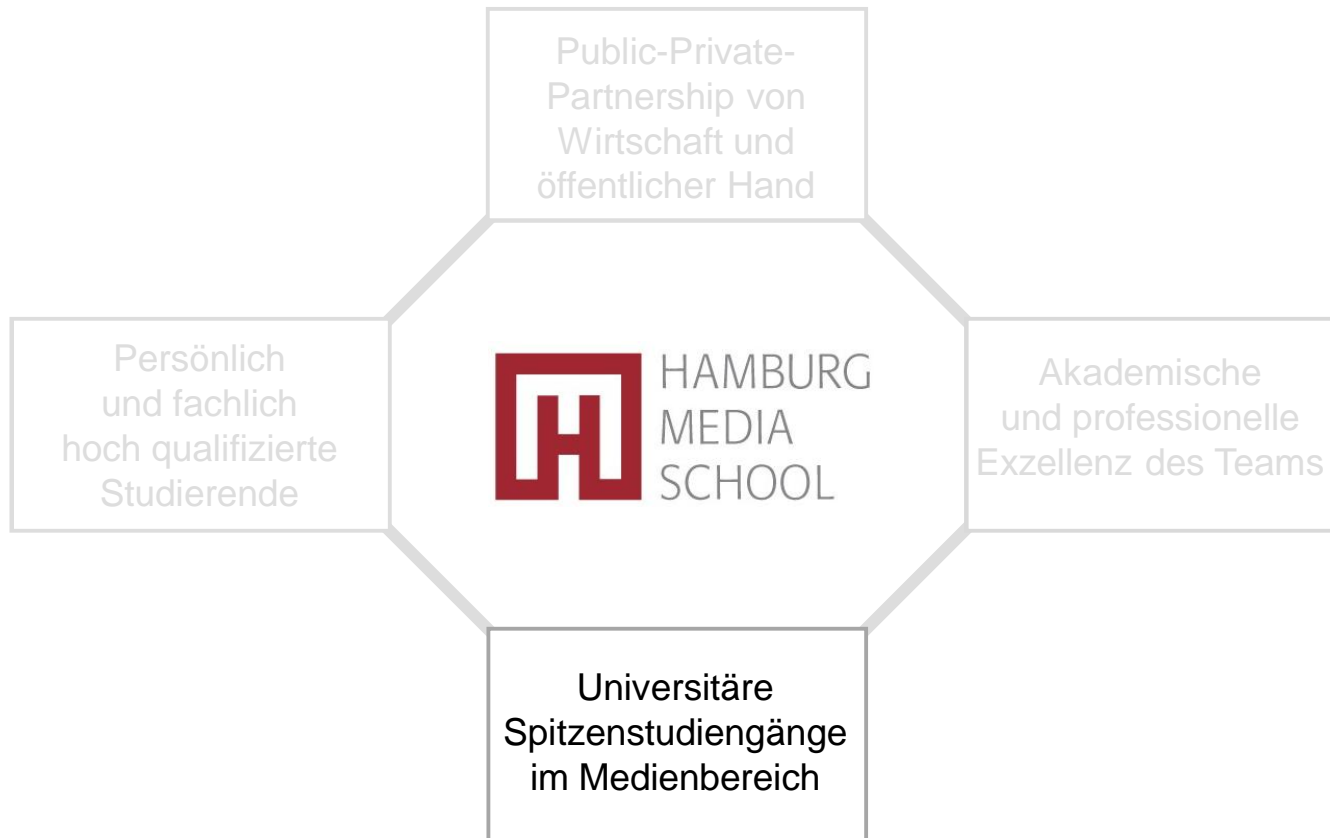 Public-Private-
Partnership von
Wirtschaft und
öffentlicher Hand
Persönlich
und fachlich
hoch qualifizierte
Studierende
HAMBURG
MEDIA
SCHOOL
Akademische
und professionelle
Exzellenz des Teams
Universitäre
Spitzenstudiengänge
im Medienbereich